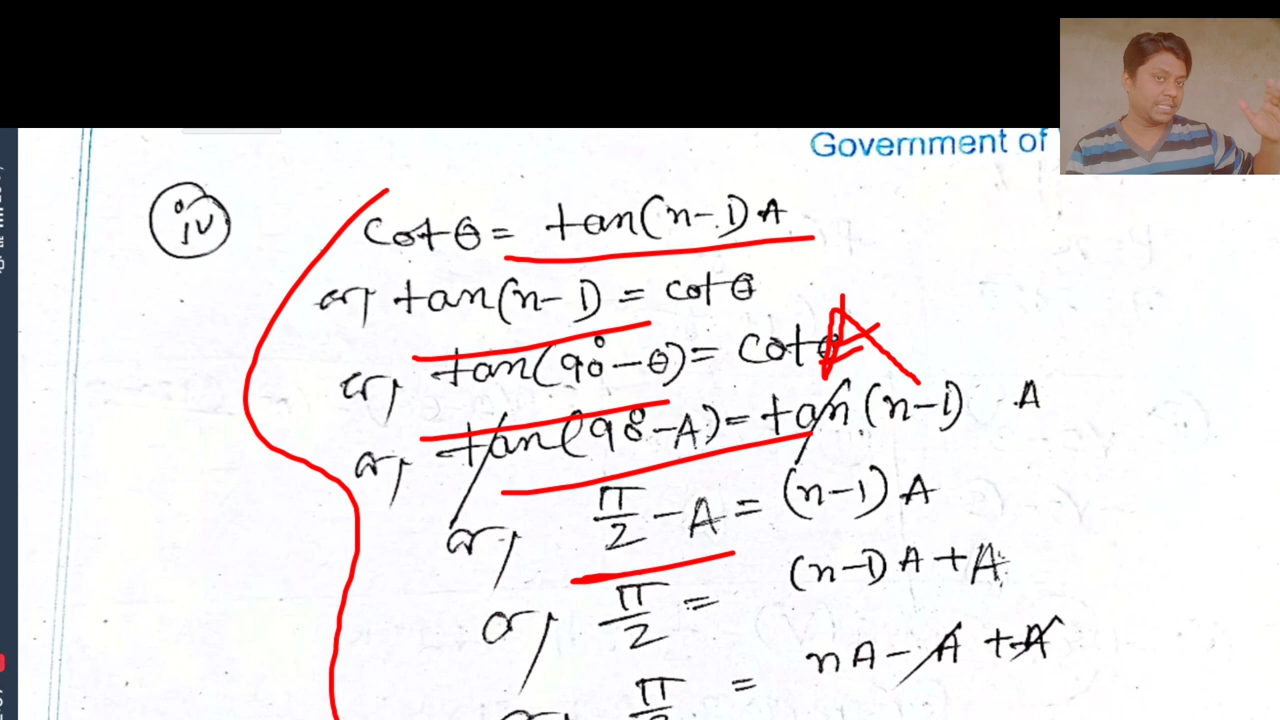 Government of
iv
cot θ = tan(n-1)A
or, tan(n-1) = cot θ
or, tan(90° - θ) = cot A
or, tan(90° - A) = tan(n-1) A
or, π/2 - A = (n-1) A
or, π/2 = (n-1) A + A
π/2 = nA - A + A